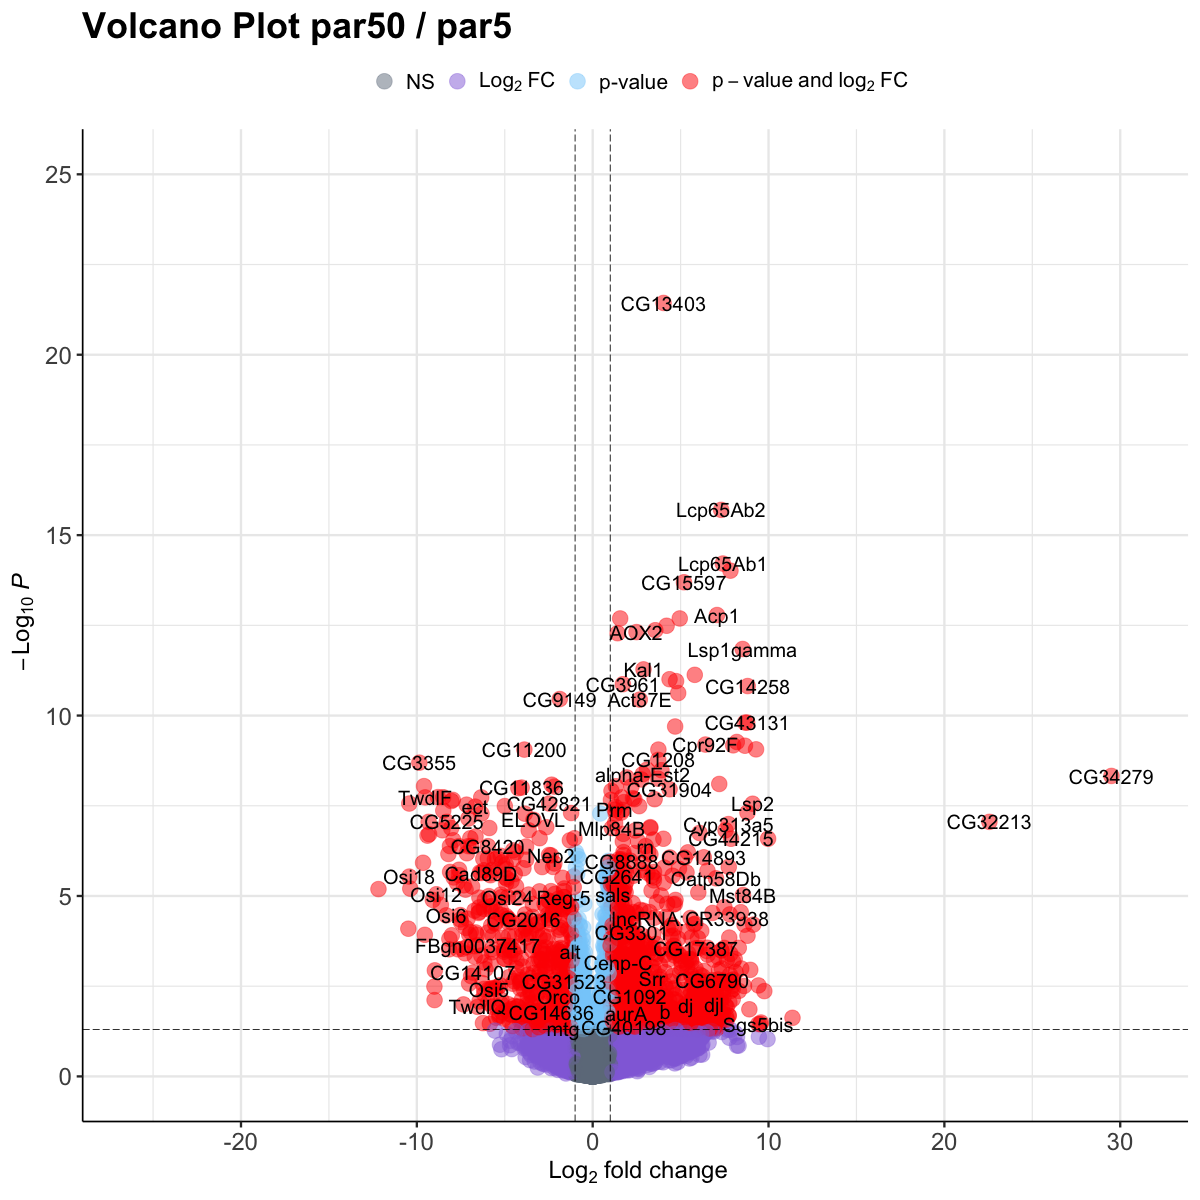 Volcano Plot par50 / par5
NS Log2 FC p-value p – value and log2 FC
25
20
15
10
5
0
-20 -10 0 10 20 30
Log2 fold change
–Log10 P
CG13403
Lcp65Ab2
Lcp65Ab1
CG15597
Acp1
AOX2
Lsp1gamma
Kal1
CG3961
CG14258
CG9149
Act87E
CG43131
Cpr92F
CG11200
CG1208
CG3355
alpha-Est2
CG34279
CG11836
CG31904
TwdlF
ect
CG42821
Prm
Lsp2
CG5225
ELOVL
Mlp84B
Cyp313a5
CG32213
CG44215
CG8420
rn
Nep2
CG8888
CG14893
Osi18
Cad89D
CG2641
Oatp58Db
Osi12
Osi24
Reg-5
sals
Mst84B
Osi6
CG2016
lncRNA:CR33938
CG3301
FBgn0037417
alt
CG17387
Cenp-C
CG14107
CG31523
Srr
CG6790
Osi5
Orco
CG1092
TwdlQ
CG14636
aurA
b
dj
djl
mtg
CG40198
Sgs5bis